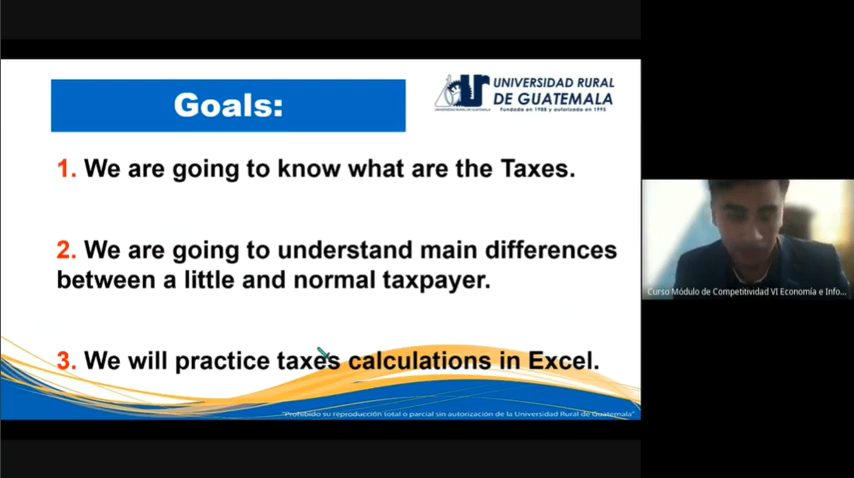 Goals:
UNIVERSIDAD RURAL
DE GUATEMALA
Fundada en 1988 y autorizada en 1995
1. We are going to know what are the Taxes.
2. We are going to understand main differences
between a little and normal taxpayer.
3. We will practice taxes calculations in Excel.
"Prohibido su reproducción total o parcial sin autorización de la Universidad Rural de Guatemala"
Curso Módulo de Competitividad VI Economía e Info...